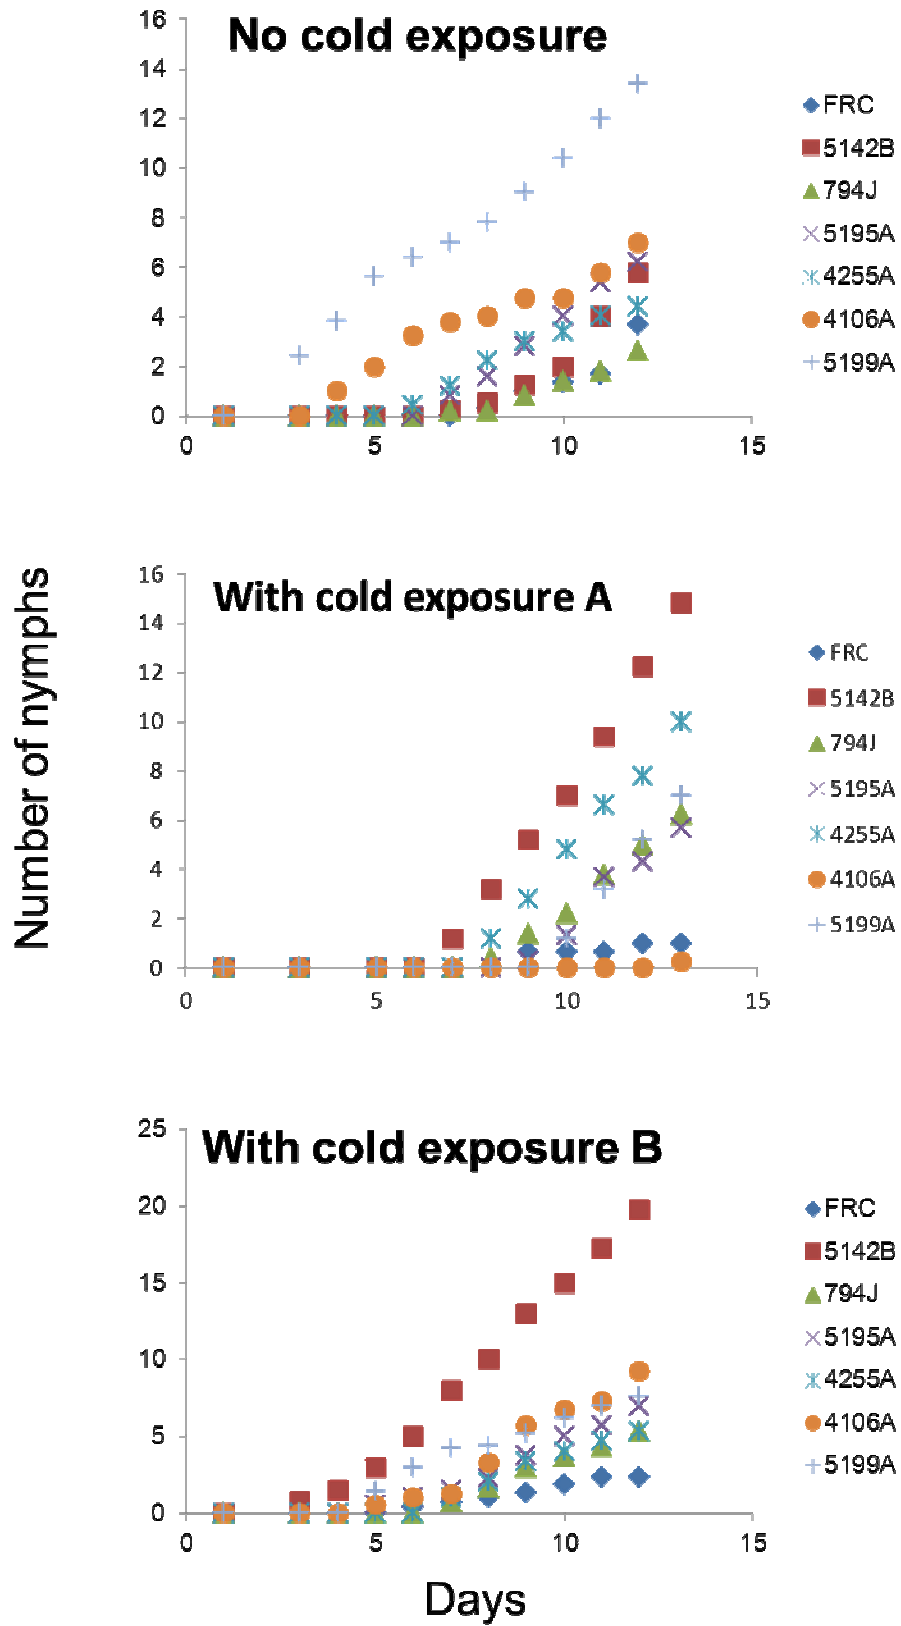 No cold exposure
16
14
12
10
8
6
4
2
0
0 5 10 15
FRC
5142B
794J
5195A
4255A
4106A
5199A
Number of nymphs
With cold exposure A
16
14
12
10
8
6
4
2
0
0 5 10 15
FRC
5142B
794J
5195A
4255A
4106A
5199A
With cold exposure B
25
20
15
10
5
0
0 5 10 15
FRC
5142B
794J
5195A
4255A
4106A
5199A
Days